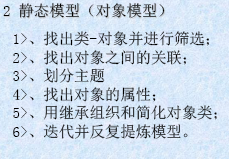 2 静态模型（对象模型）
1>、找出类-对象并进行筛选；
2>、找出对象之间的关联；
3>、划分主题
4>、找出对象的属性；
5>、用继承组织和简化对象类；
6>、迭代并反复提炼模型。